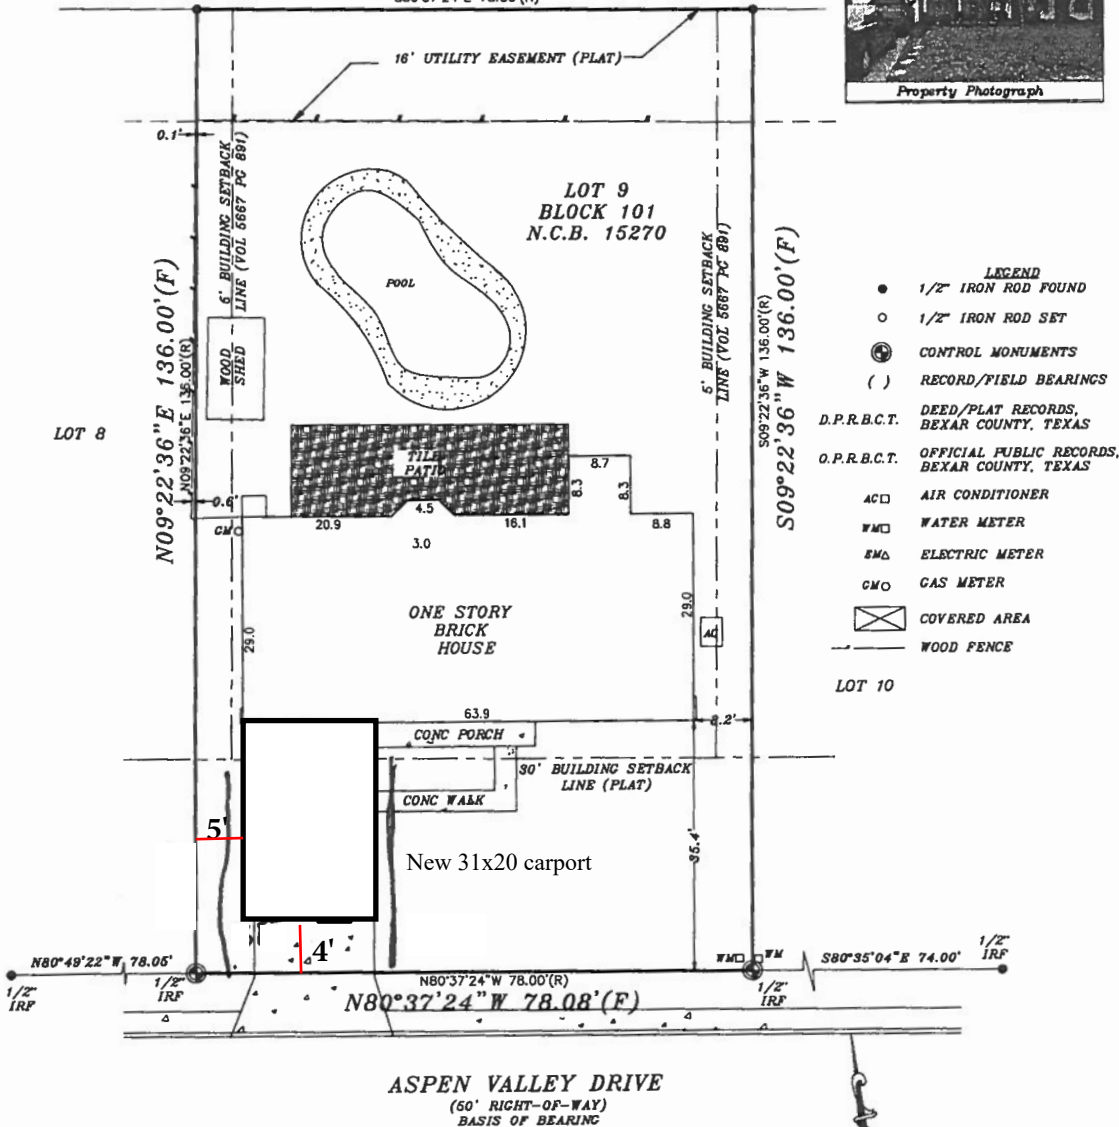 16' UTILITY EASEMENT (PLAT)
Property Photograph
0.1'
6' BUILDING SETBACK
LINE (VOL 5667 PG 891)
LOT 9
BLOCK 101
N.C.B. 15270
POOL
5' BUILDING SETBACK
LINE (VOL 5667 PG 891)
N09°22'36"E 136.00'(F)
N09°22'36"E 136.00'(R)
S09°22'36"W 136.00'(R)
S09°22'36"W 136.00'(F)
WOOD
SHED
LOT 8
LEGEND
1/2" IRON ROD FOUND
1/2" IRON ROD SET
CONTROL MONUMENTS
( ) RECORD/FIELD BEARINGS
D.P.R.B.C.T. DEED/PLAT RECORDS,
BEXAR COUNTY, TEXAS
O.P.R.B.C.T. OFFICIAL PUBLIC RECORDS,
BEXAR COUNTY, TEXAS
AC AIR CONDITIONER
WM WATER METER
EM ELECTRIC METER
GM GAS METER
COVERED AREA
WOOD FENCE
LOT 10
TILE
PATIO
8.7
8.3
8.3
0.6'
4.5
20.9
16.1
8.8
GM
3.0
ONE STORY
BRICK
HOUSE
29.0
29.0
AC
63.9
CONC PORCH
30' BUILDING SETBACK
LINE (PLAT)
CONC WALK
5'
New 31x20 carport
35.4'
4'
N80°49'22"W 78.05'
1/2"
IRF
1/2"
IRF
N80°37'24"W 78.00'(R)
N80°37'24"W 78.08'(F)
WM
WM
1/2"
IRF
S80°35'04"E 74.00'
1/2"
IRF
ASPEN VALLEY DRIVE
(50' RIGHT-OF-WAY)
BASIS OF BEARING